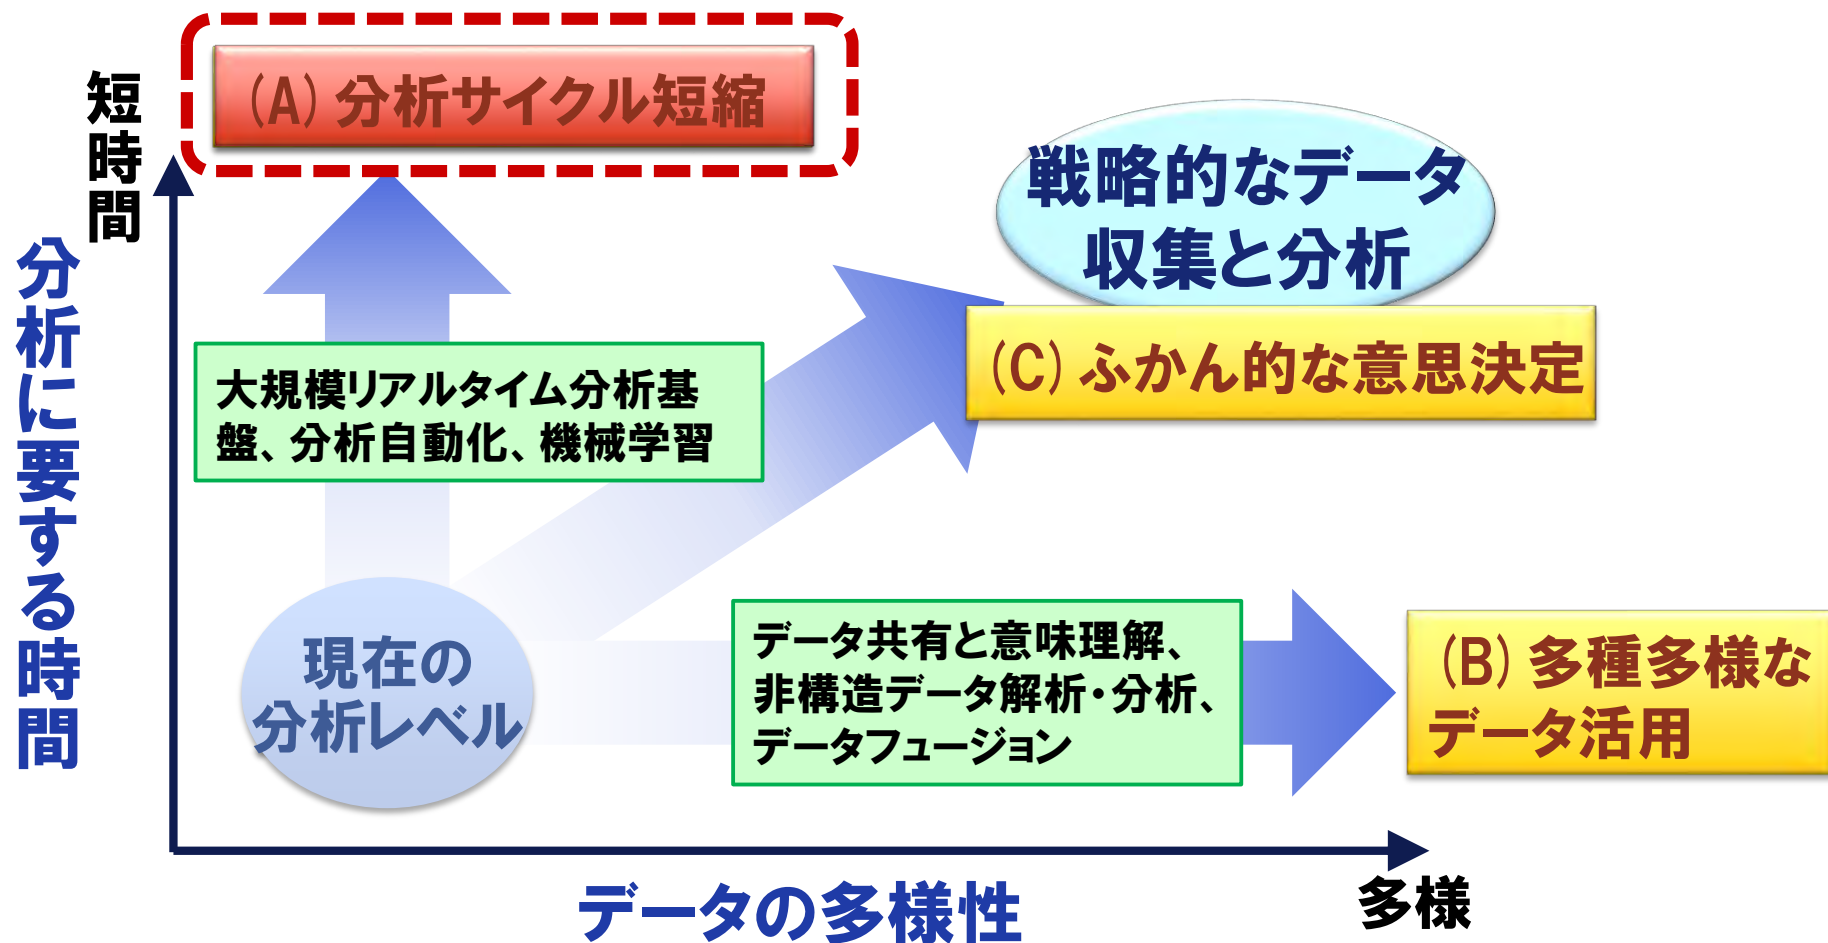 (A)分析サイクル短縮
短時間
戦略的なデータ
収集と分析
(C)ふかん的な意思決定
大規模リアルタイム分析基
盤、分析自動化、機械学習
分析に要する時間
現在の
分析レベル
データ共有と意味理解、
非構造データ解析・分析、
データフュージョン
(B)多種多様な
データ活用
データの多様性
多様